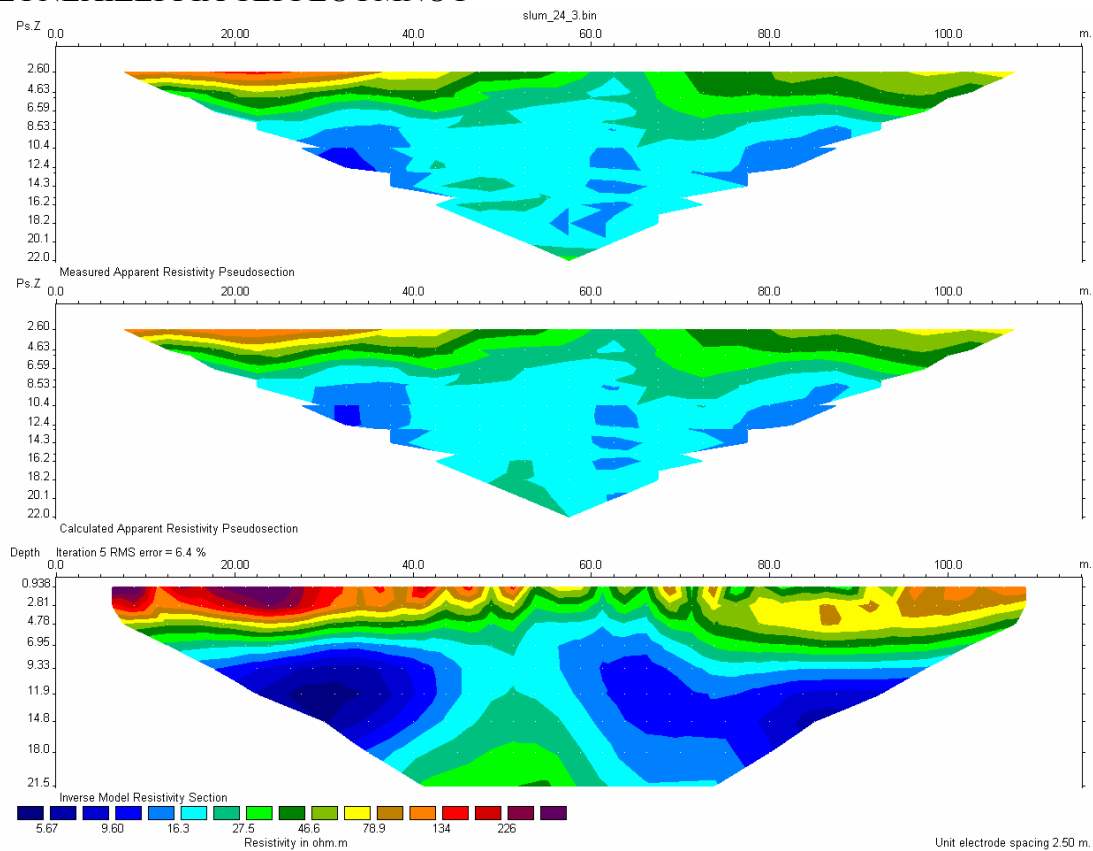 slum_24_3.bin
Ps.Z 0.0 20.00 40.0 60.0 80.0 100.0 m.
2.60
4.63
6.59
8.53
10.4
12.4
14.3
16.2
18.2
20.1
22.0
Measured Apparent Resistivity Pseudosection
Ps.Z 0.0 20.00 40.0 60.0 80.0 100.0 m.
2.60
4.63
6.59
8.53
10.4
12.4
14.3
16.2
18.2
20.1
22.0
Calculated Apparent Resistivity Pseudosection
Depth Iteration 5 RMS error = 6.4 %
0.0 20.00 40.0 60.0 80.0 100.0 m.
0.938
2.81
4.78
6.95
9.33
11.9
14.8
18.0
21.5
Inverse Model Resistivity Section
5.67 9.60 16.3 27.5 46.6 78.9 134 226
Resistivity in ohm.m
Unit electrode spacing 2.50 m.